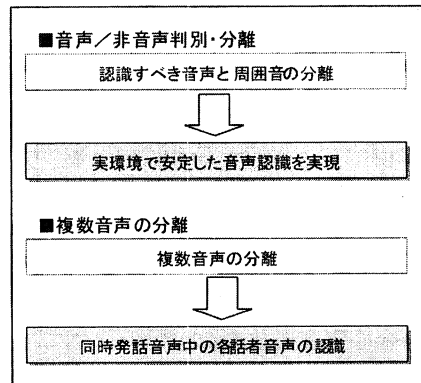 ■音声／非音声判別･分離
認識すべき音声と周囲音の分離
実環境で安定した音声認識を実現
■複数音声の分離
複数音声の分離
同時発話音声中の各話者音声の認識